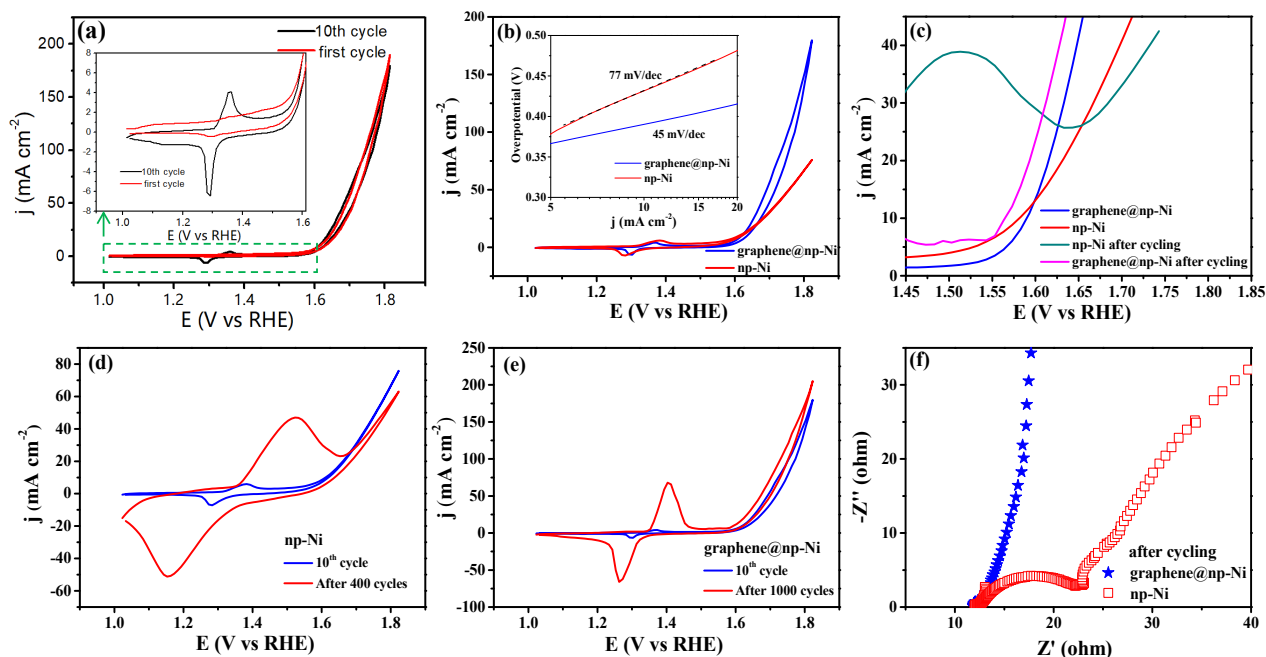 (a)
10th cycle
first cycle
200
150
100
50
0
j (mA cm⁻²)
8
6
4
2
0
-2
-4
-6
-8
10th cycle
first cycle
1.1 1.2 1.3 1.4 1.5 1.6
E (V vs RHE)
1.0 1.2 1.4 1.6 1.8
E (V vs RHE)
(b)
250
200
150
100
50
0
-50
j (mA cm⁻²)
0.50
0.45
0.40
0.35
0.30
Overpotential (V)
77 mV/dec
45 mV/dec
graphene@np-Ni
np-Ni
5 10 20
j (mA cm⁻²)
graphene@np-Ni
np-Ni
1.0 1.2 1.4 1.6 1.8
E (V vs RHE)
(c)
45
40
35
30
25
20
15
10
5
0
j (mA cm⁻²)
graphene@np-Ni
np-Ni
np-Ni after cycling
graphene@np-Ni after cycling
1.45 1.50 1.55 1.60 1.65 1.70 1.75 1.80 1.85
E (V vs RHE)
(d)
80
60
40
20
0
-20
-40
-60
j (mA cm⁻²)
np-Ni
10ᵗʰ cycle
After 400 cycles
1.0 1.2 1.4 1.6 1.8
E (V vs RHE)
(e)
250
200
150
100
50
0
-50
-100
j (mA cm⁻²)
graphene@np-Ni
10ᵗʰ cycle
After 1000 cycles
1.0 1.2 1.4 1.6 1.8
E (V vs RHE)
(f)
30
20
10
0
-Z'' (ohm)
after cycling
graphene@np-Ni
np-Ni
10 20 30 40
Z' (ohm)